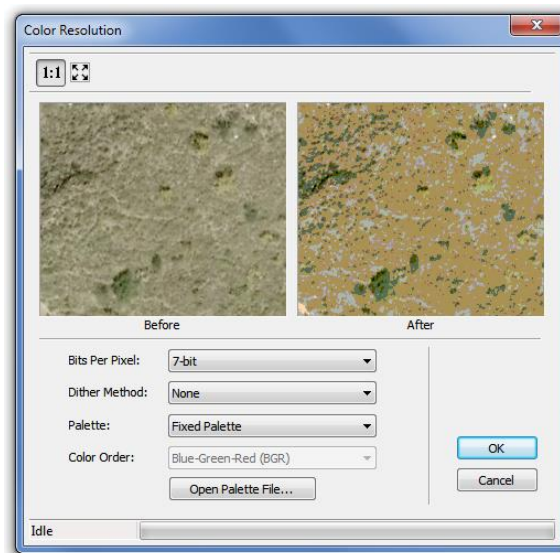 Color Resolution
1:1
Before
After
Bits Per Pixel:
7-bit
Dither Method:
None
Palette:
Fixed Palette
Color Order:
Blue-Green-Red (BGR)
Open Palette File...
OK
Cancel
Idle